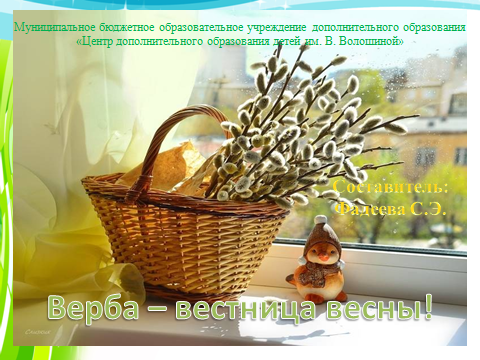 Муниципальное бюджетное образовательное учреждение дополнительного образования
«Центр дополнительного образования детей им. В. Волошиной»
Составитель:
Фадеева С.Э.
Верба – вестница весны!